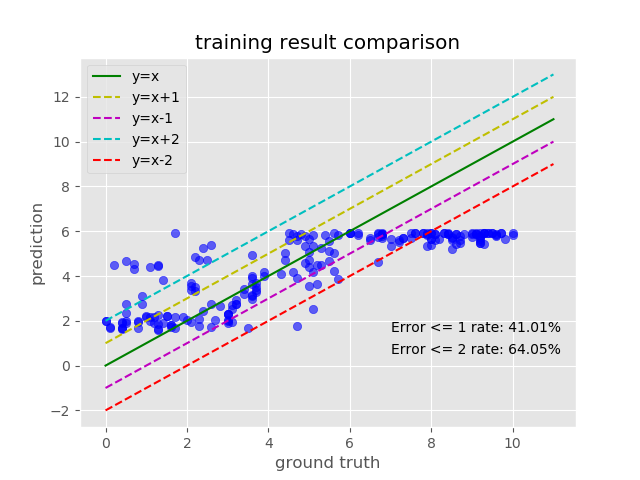 training result comparison
y=x
y=x+1
y=x-1
y=x+2
y=x-2
12
10
8
6
4
2
0
−2
prediction
Error <= 1 rate: 41.01%
Error <= 2 rate: 64.05%
0 2 4 6 8 10
ground truth